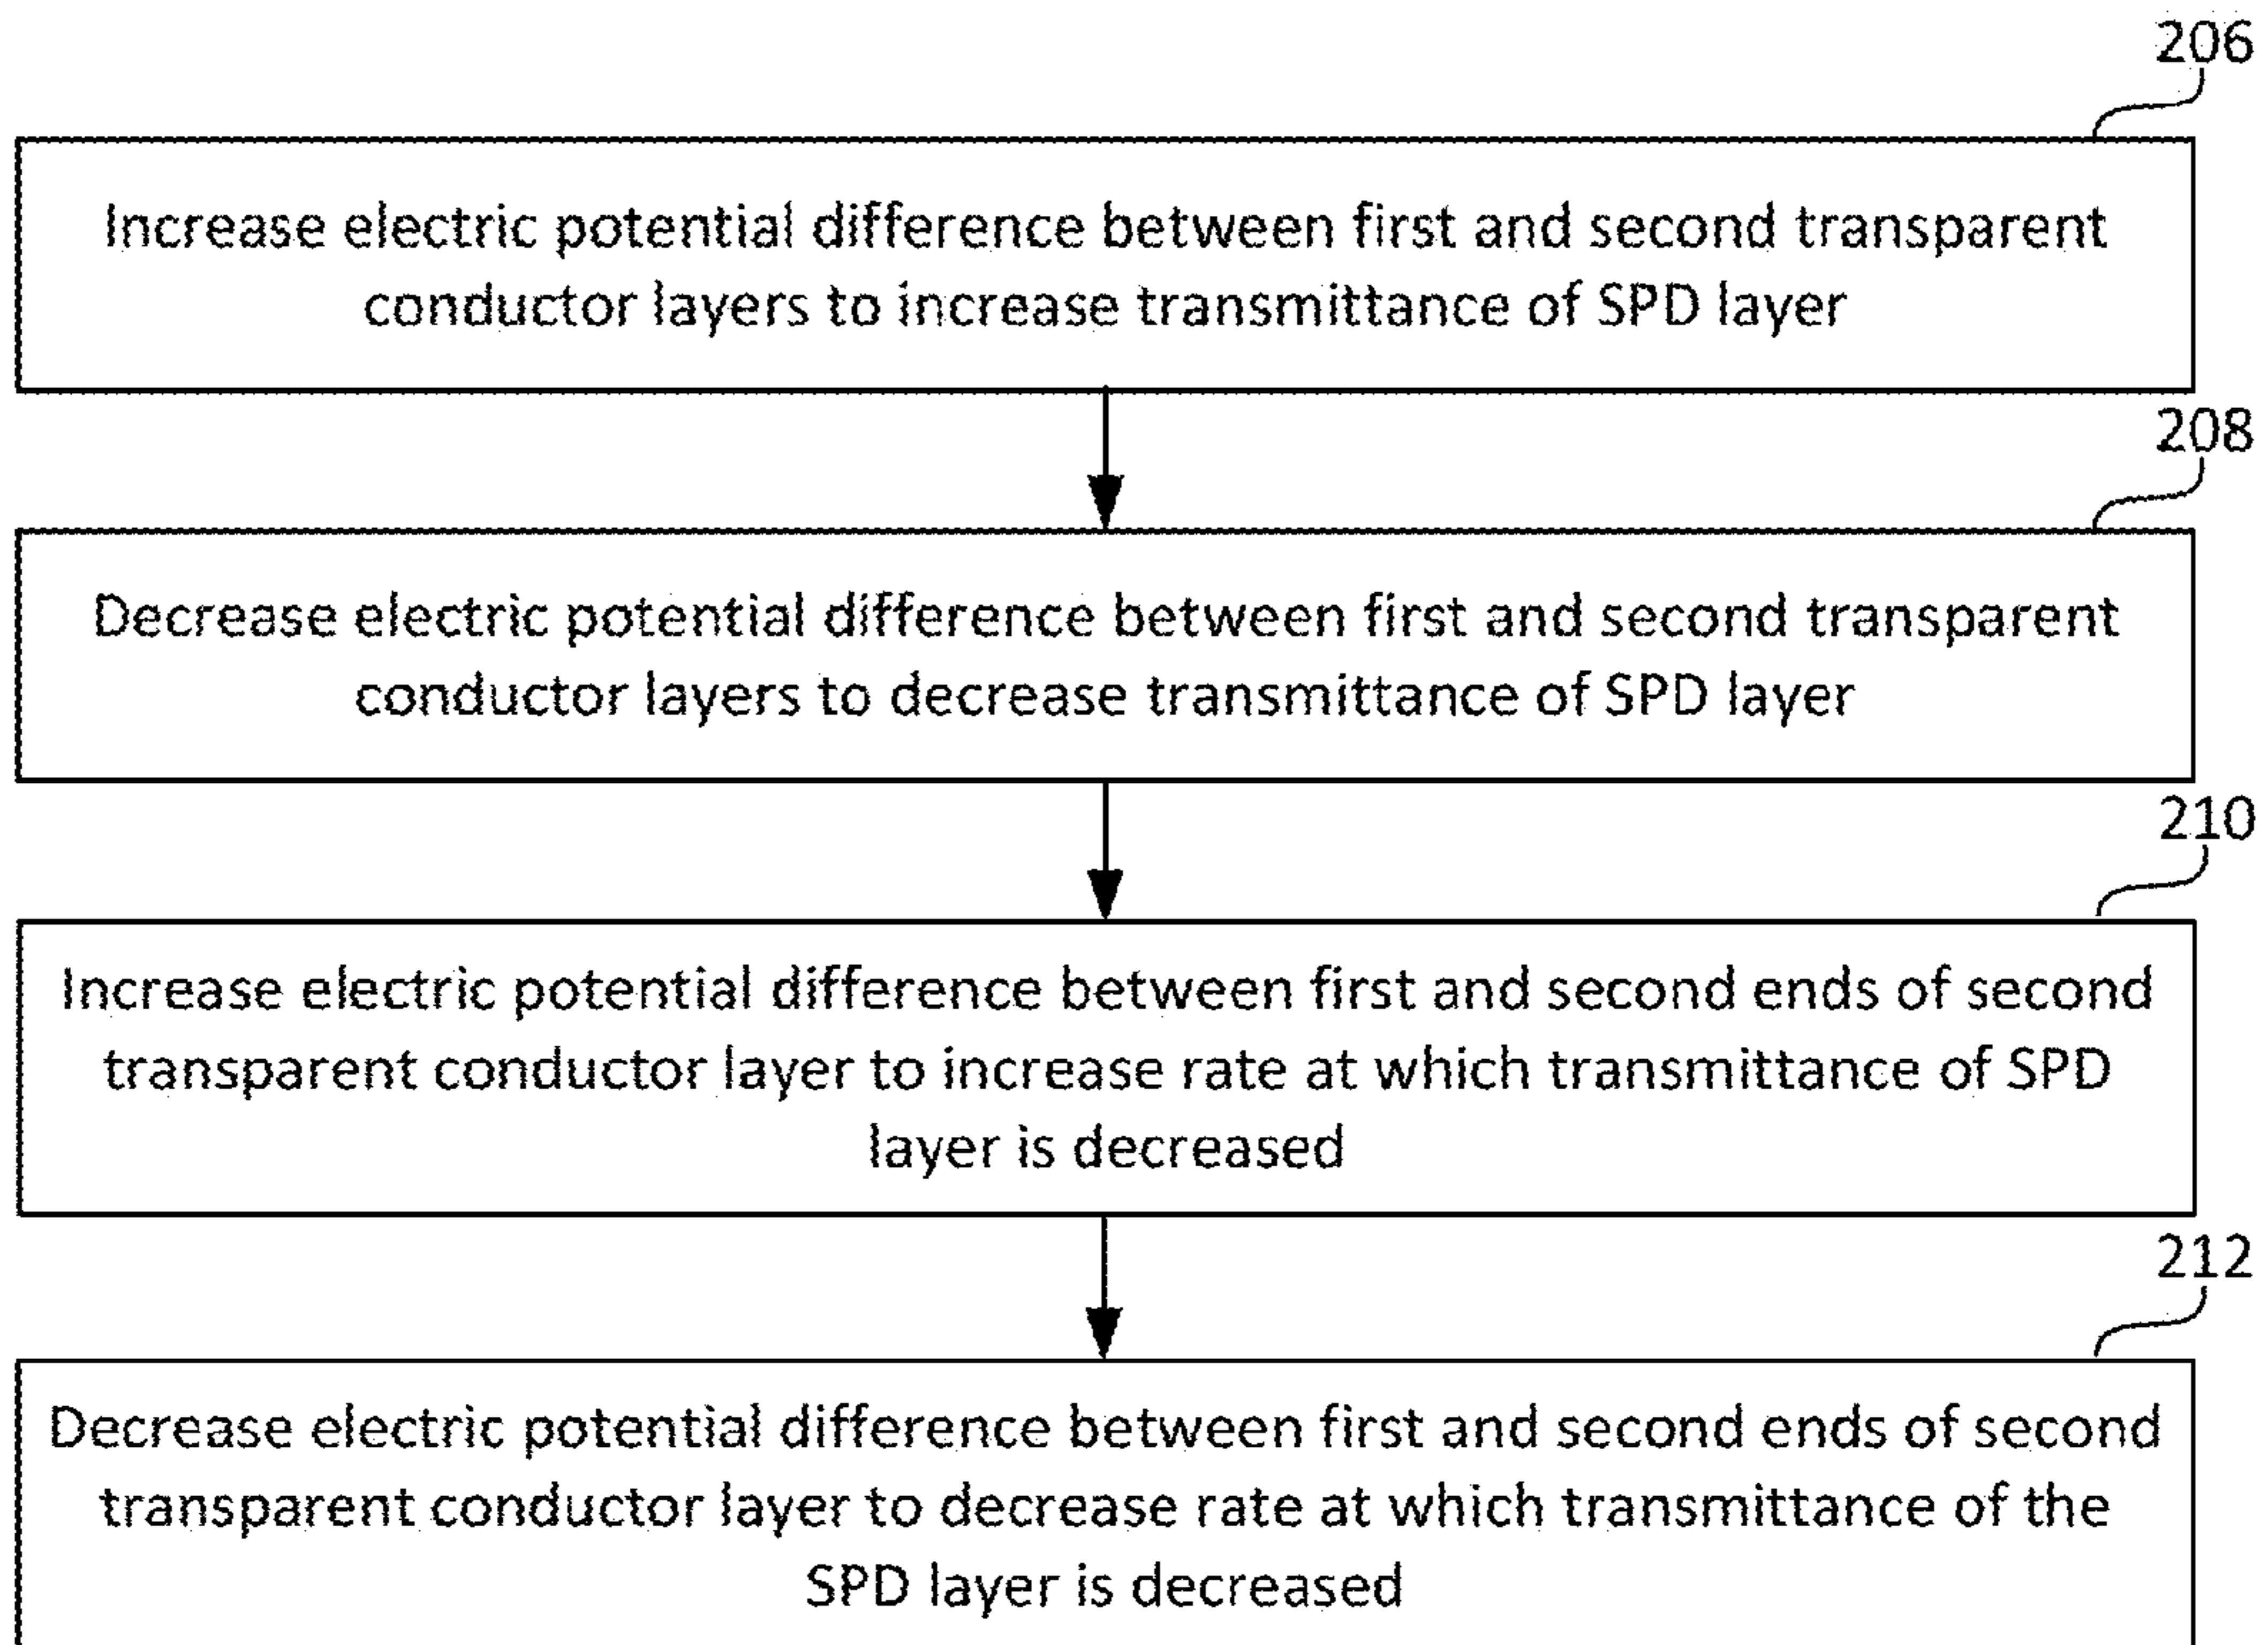 206
Increase electric potential difference between first and second transparent
conductor layers to increase transmittance of SPD layer
208
Decrease electric potential difference between first and second transparent
conductor layers to decrease transmittance of SPD layer
210
Increase electric potential difference between first and second ends of second
transparent conductor layer to increase rate at which transmittance of SPD
layer is decreased
212
Decrease electric potential difference between first and second ends of second
transparent conductor layer to decrease rate at which transmittance of the
SPD layer is decreased